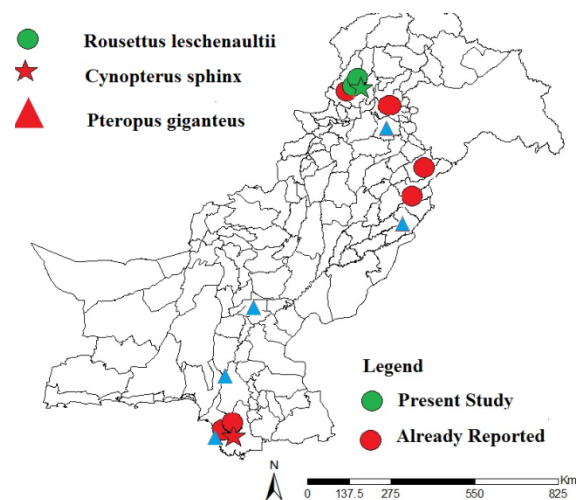 Rousettus leschenaultii
Cynopterus sphinx
Pteropus giganteus
Legend
Present Study
Already Reported
N
Km
0 137.5 275 550 825